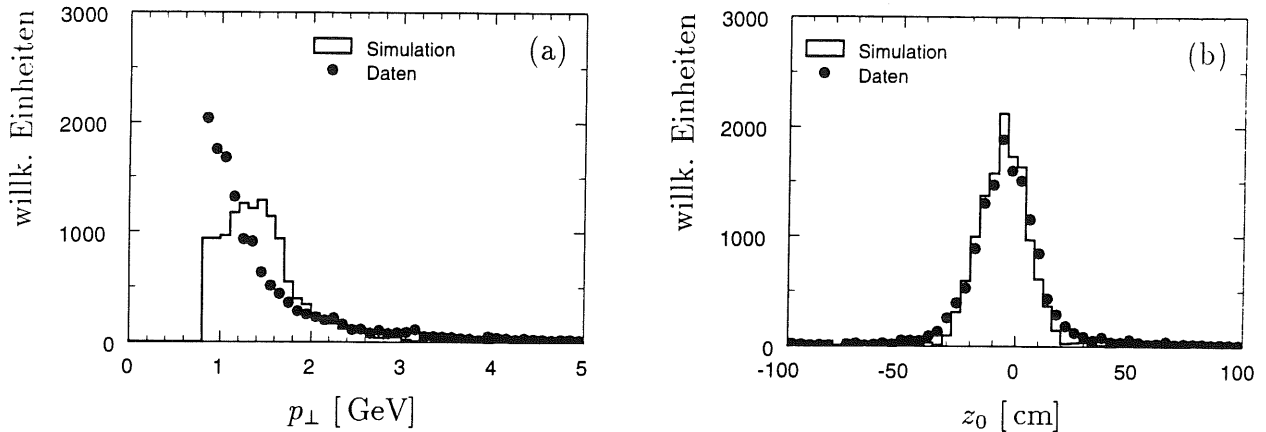 3000
2000
1000
0
willk. Einheiten
Simulation
Daten
(a)
0
1
2
3
4
5
p⊥ [GeV]
3000
2000
1000
0
willk. Einheiten
Simulation
Daten
(b)
-100
-50
0
50
100
z₀ [cm]